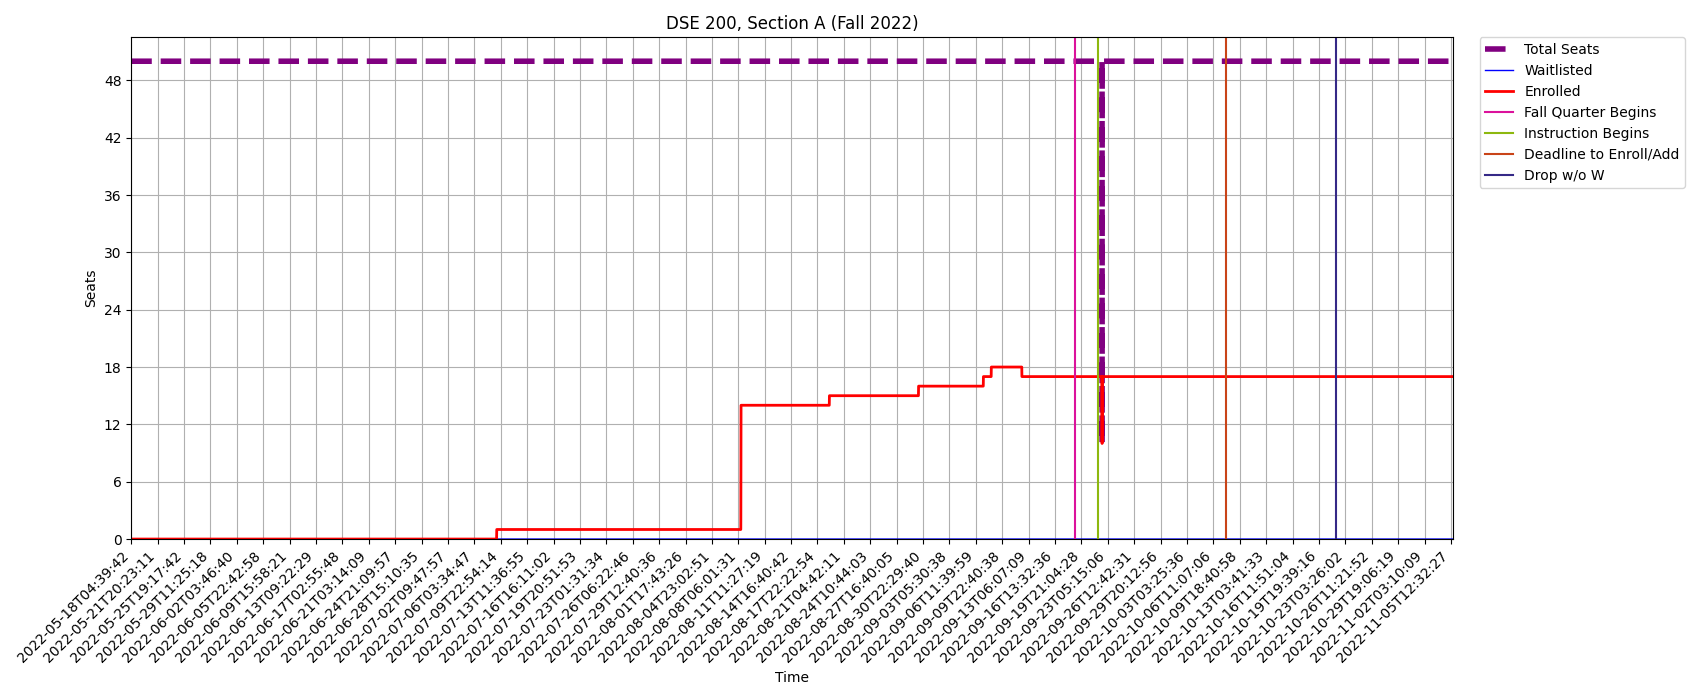 DSE 200, Section A (Fall 2022)
Total Seats
Waitlisted
Enrolled
Fall Quarter Begins
Instruction Begins
Deadline to Enroll/Add
Drop w/o W
Seats
48
42
36
30
24
18
12
6
0
2022-05-18T04:39:42
2022-05-21T20:23:11
2022-05-25T19:17:42
2022-05-29T11:25:18
2022-06-02T03:46:40
2022-06-05T22:42:58
2022-06-09T15:58:21
2022-06-13T09:22:29
2022-06-17T02:55:48
2022-06-21T03:14:09
2022-06-24T21:09:57
2022-06-28T15:10:35
2022-07-02T09:47:57
2022-07-06T03:34:47
2022-07-09T22:54:14
2022-07-13T11:36:55
2022-07-16T16:11:02
2022-07-19T20:51:53
2022-07-23T01:31:34
2022-07-26T06:22:46
2022-07-29T12:40:36
2022-08-01T17:43:26
2022-08-04T23:02:51
2022-08-08T06:01:31
2022-08-11T11:27:19
2022-08-14T16:40:42
2022-08-17T22:22:54
2022-08-21T04:42:11
2022-08-24T10:44:03
2022-08-27T16:40:05
2022-08-30T22:29:40
2022-09-03T05:30:38
2022-09-06T11:39:59
2022-09-09T22:40:38
2022-09-13T06:07:09
2022-09-16T13:32:36
2022-09-19T21:04:28
2022-09-23T05:15:06
2022-09-26T12:42:31
2022-09-29T20:12:56
2022-10-03T03:25:36
2022-10-06T11:07:06
2022-10-09T18:40:58
2022-10-13T03:41:33
2022-10-16T11:51:04
2022-10-19T19:39:16
2022-10-23T03:26:02
2022-10-26T11:21:52
2022-10-29T19:06:19
2022-11-02T03:10:09
2022-11-05T12:32:27
Time